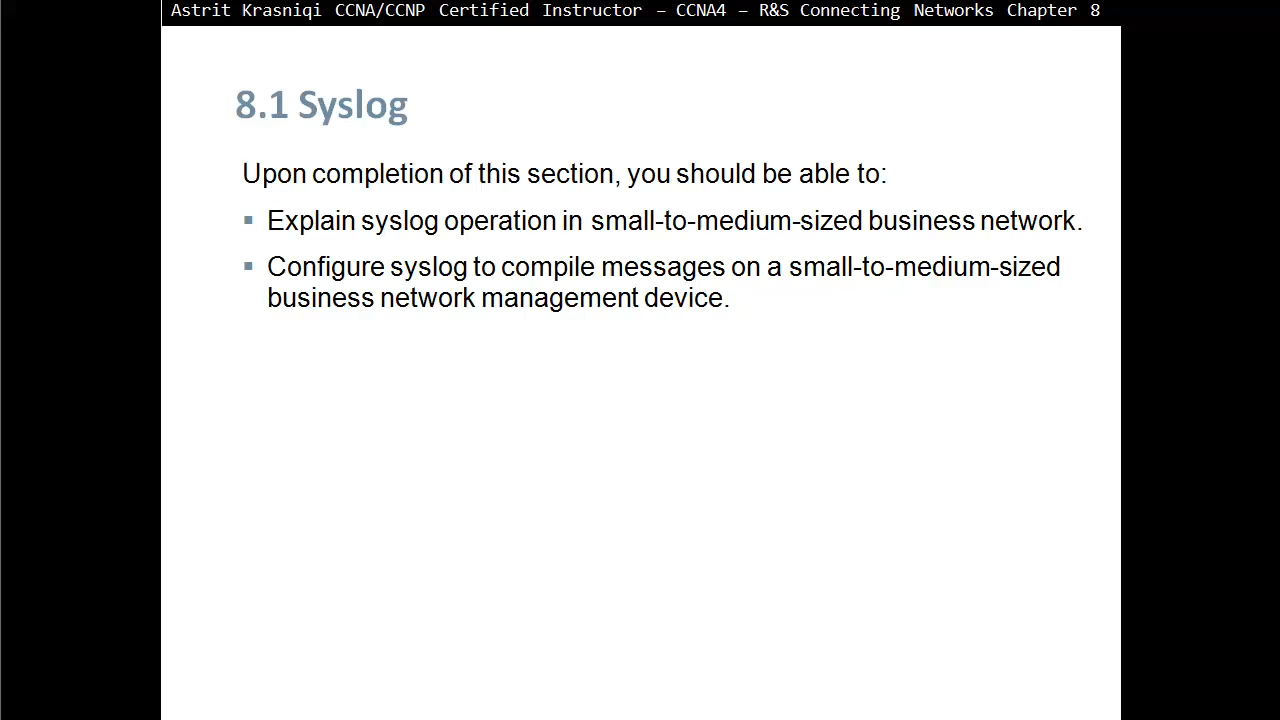 Astrit Krasniqi CCNA/CCNP Certified Instructor – CCNA4 – R&S Connecting Networks Chapter 8
8.1 Syslog
Upon completion of this section, you should be able to:
▪ Explain syslog operation in small-to-medium-sized business network.
▪ Configure syslog to compile messages on a small-to-medium-sized
business network management device.